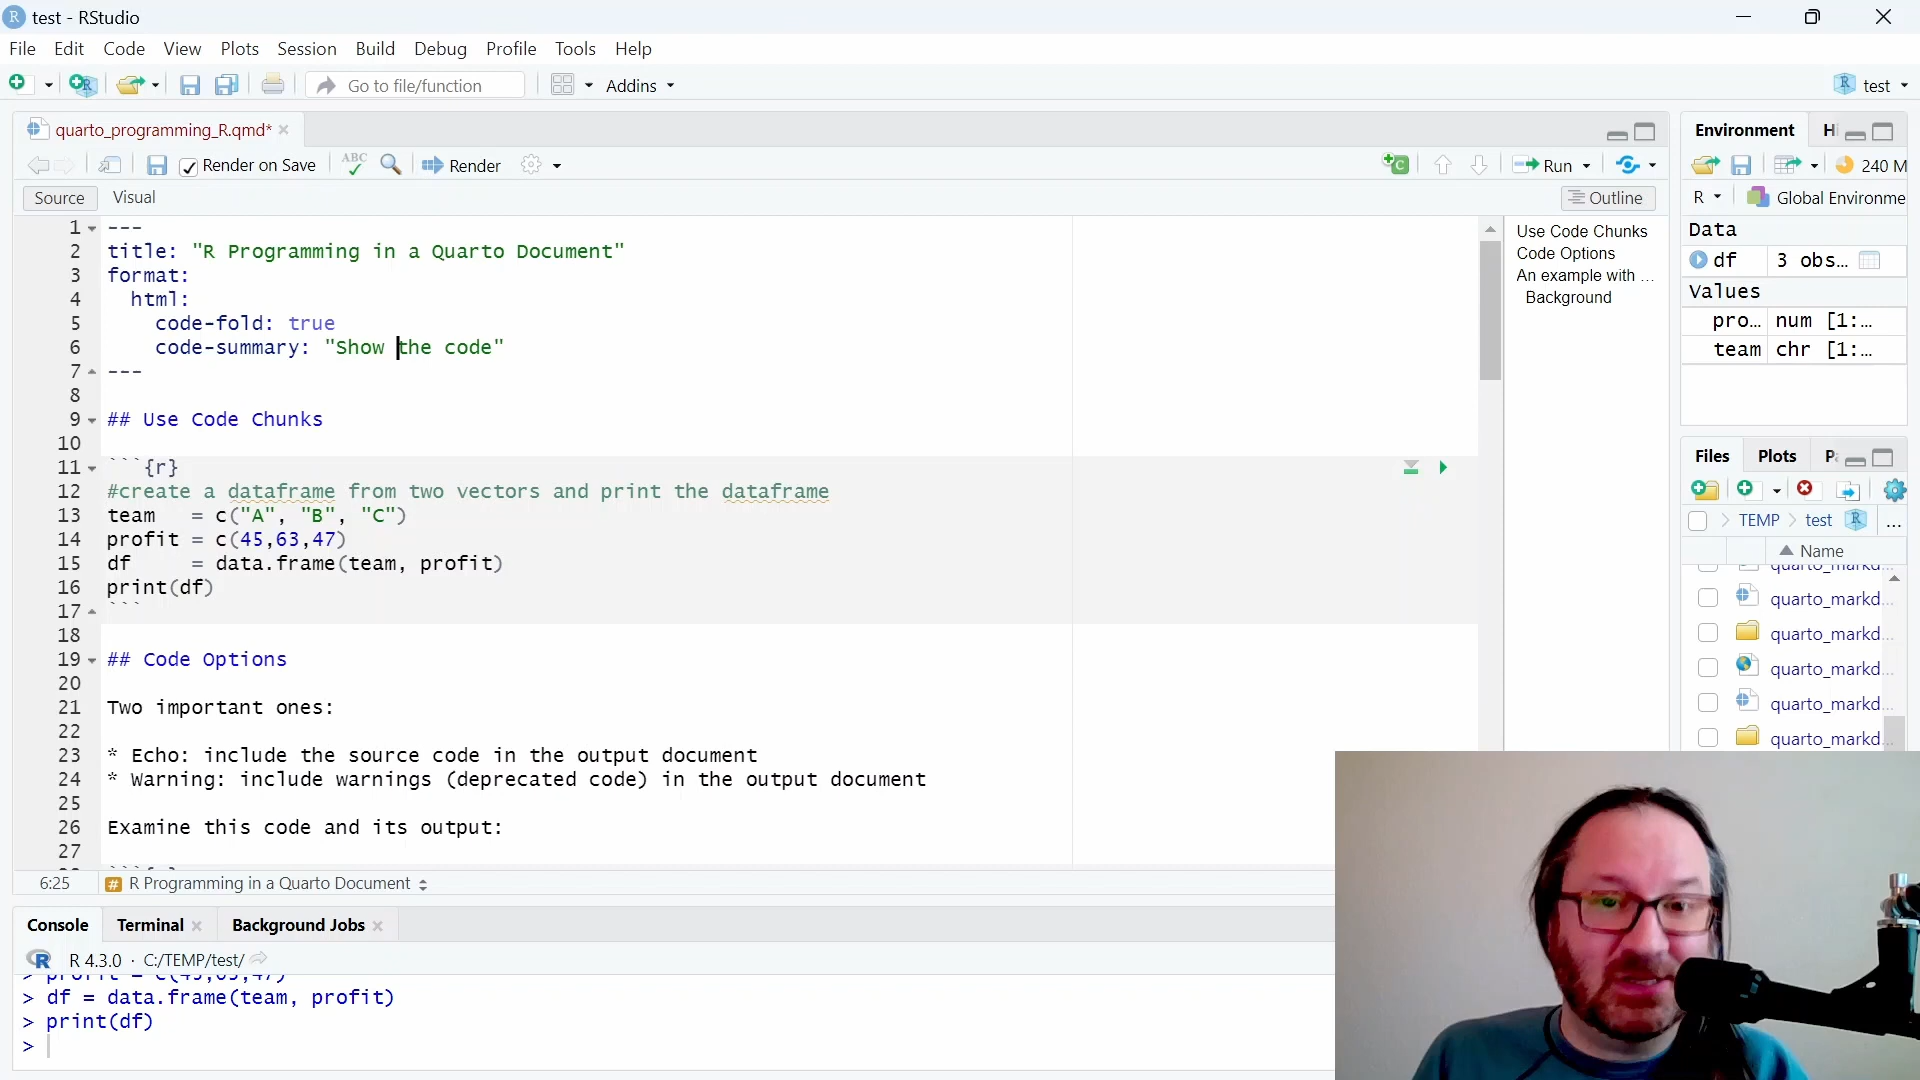 test - RStudio
File Edit Code View Plots Session Build Debug Profile Tools Help
Go to file/function
Addins
test
quarto_programming_R.qmd*
Render on Save
ABC
Render
Run
Source
Visual
Outline
1 ---
2 title: "R Programming in a Quarto Document"
3 format:
4 html:
5 code-fold: true
6 code-summary: "Show the code"
7 ---
8
9 ## Use Code Chunks
10
11 ```{r}
12 #create a dataframe from two vectors and print the dataframe
13 team = c("A", "B", "C")
14 profit = c(45,63,47)
15 df = data.frame(team, profit)
16 print(df)
17 ```
18
19 ## Code Options
20
21 Two important ones:
22
23 * Echo: include the source code in the output document
24 * Warning: include warnings (deprecated code) in the output document
25
26 Examine this code and its output:
27
6:25
R Programming in a Quarto Document
Use Code Chunks
Code Options
An example with ...
Background
Console
Terminal
Background Jobs
R 4.3.0 · C:/TEMP/test/
> profit = c(45,63,47)
> df = data.frame(team, profit)
> print(df)
>
Environment
240 M
R
Global Environme
Data
df 3 obs...
Values
pro... num [1:...
team chr [1:...
Files
Plots
TEMP
test
...
Name
quarto_markd...
quarto_markd...
quarto_markd...
quarto_markd...
quarto_markd...
quarto_markd...